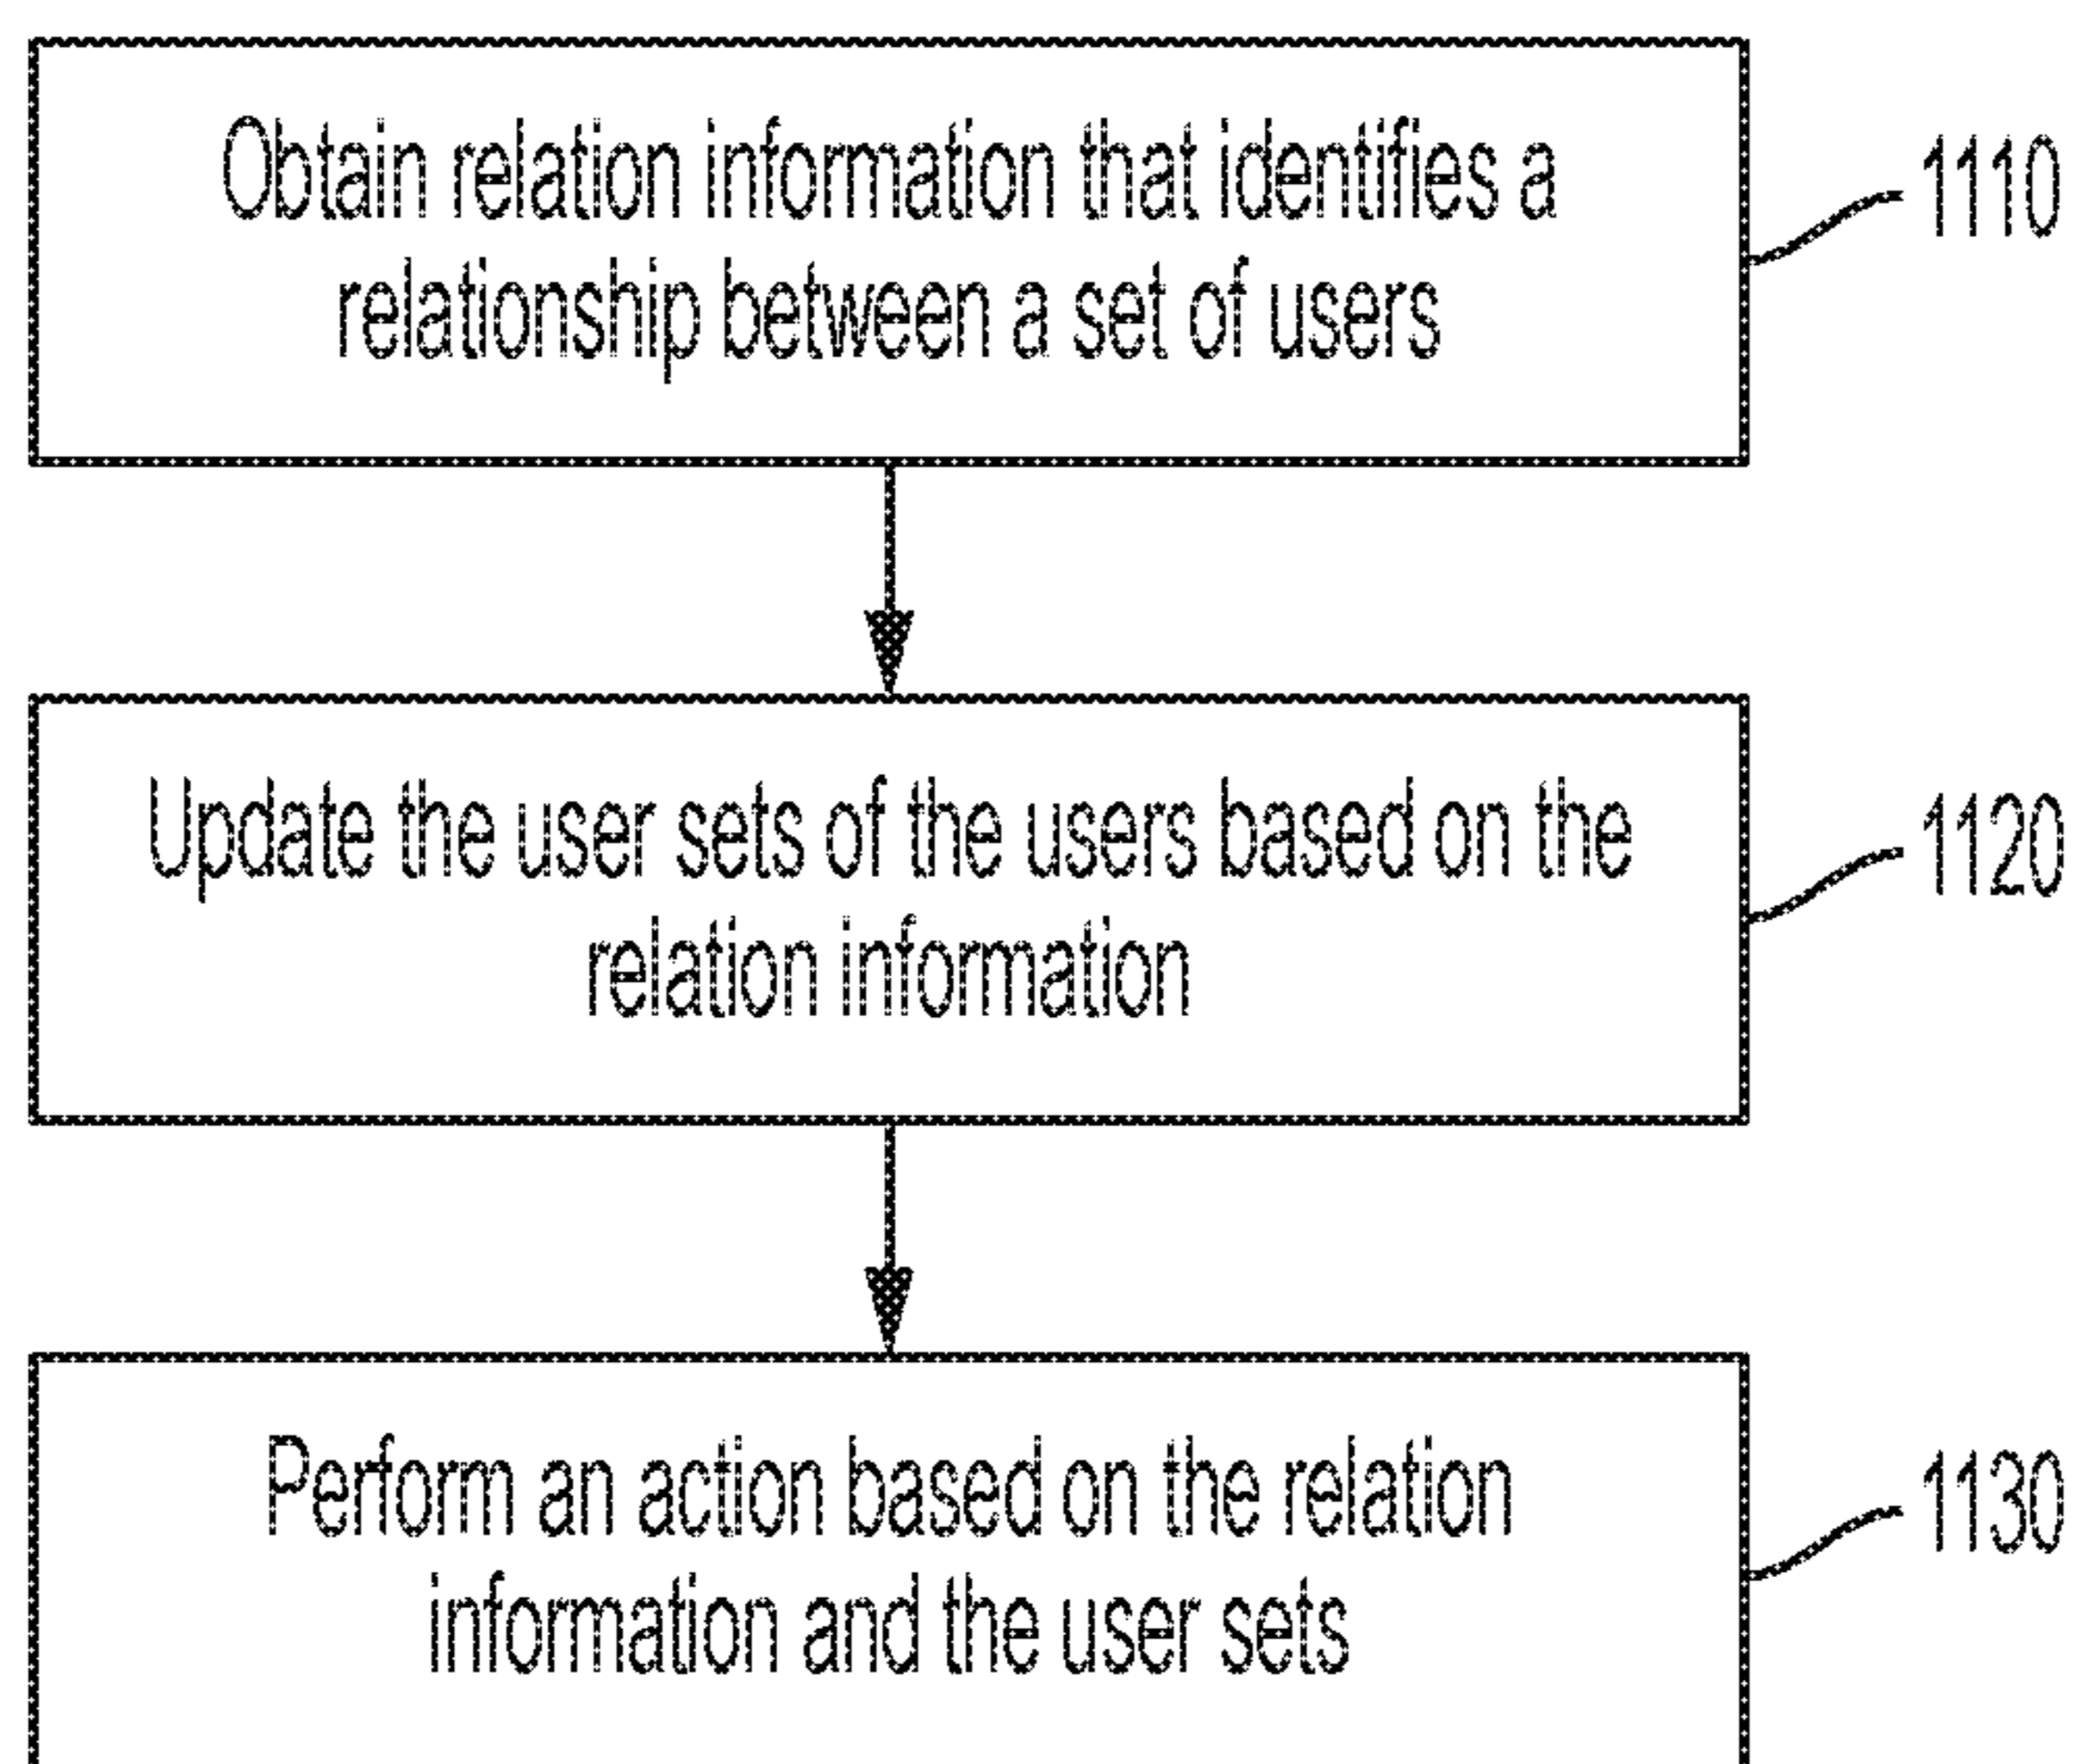 Obtain relation information that identifies a
relationship between a set of users
1110
Update the user sets of the users based on the
relation information
1120
Perform an action based on the relation
information and the user sets
1130